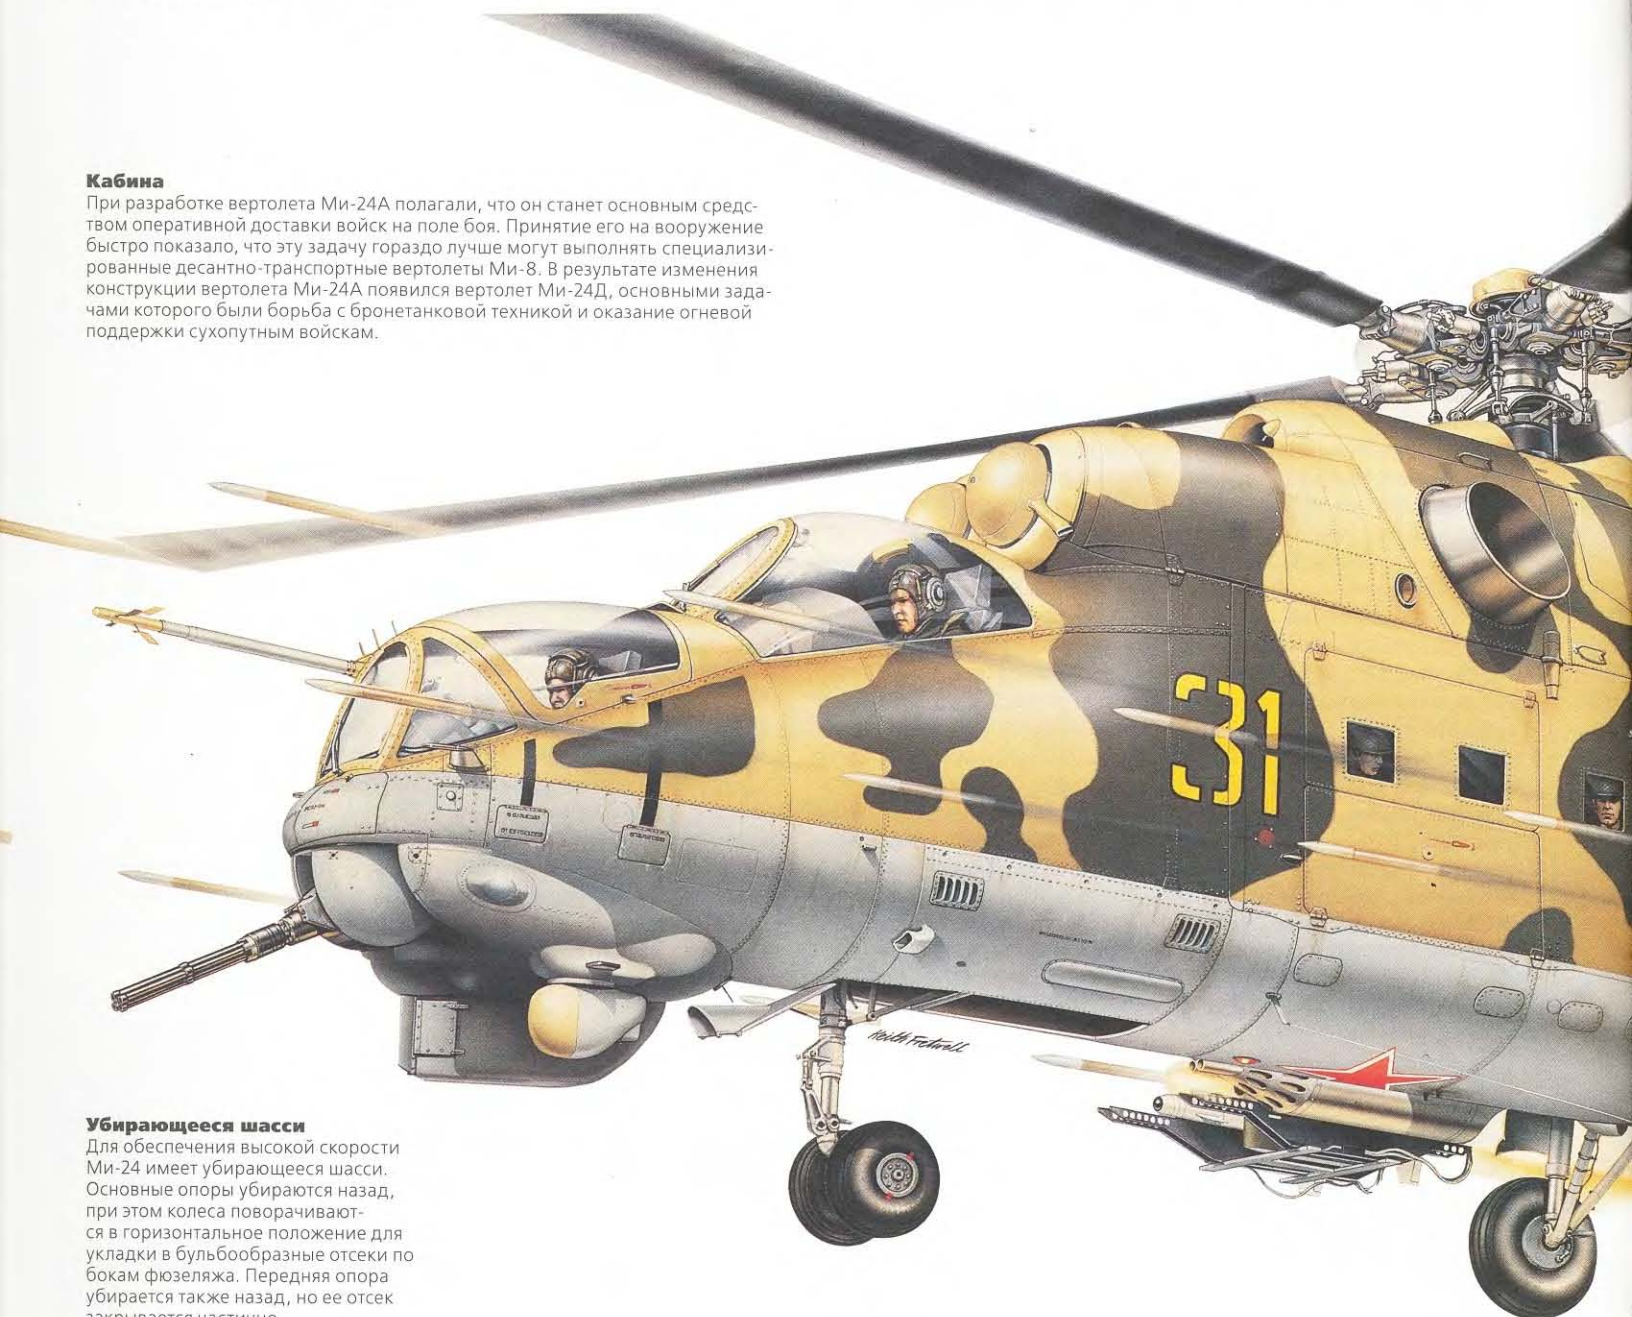 Кабина
При разработке вертолета Ми-24А полагали, что он станет основным средс-
твом оперативной доставки войск на поле боя. Принятие его на вооружение
быстро показало, что эту задачу гораздо лучше могут выполнять специализи-
рованные десантно-транспортные вертолеты Ми-8. В результате изменения
конструкции вертолета Ми-24А появился вертолет Ми-24Д, основными зада-
чами которого были борьба с бронетанковой техникой и оказание огневой
поддержки сухопутным войскам.
31
Keith Fretwell
Убирающееся шасси
Для обеспечения высокой скорости
Ми-24 имеет убирающееся шасси.
Основные опоры убираются назад,
при этом колеса поворачивают-
ся в горизонтальное положение для
укладки в бульбообразные отсеки по
бокам фюзеляжа. Передняя опора
убирается также назад, но ее отсек
закрывается частично.